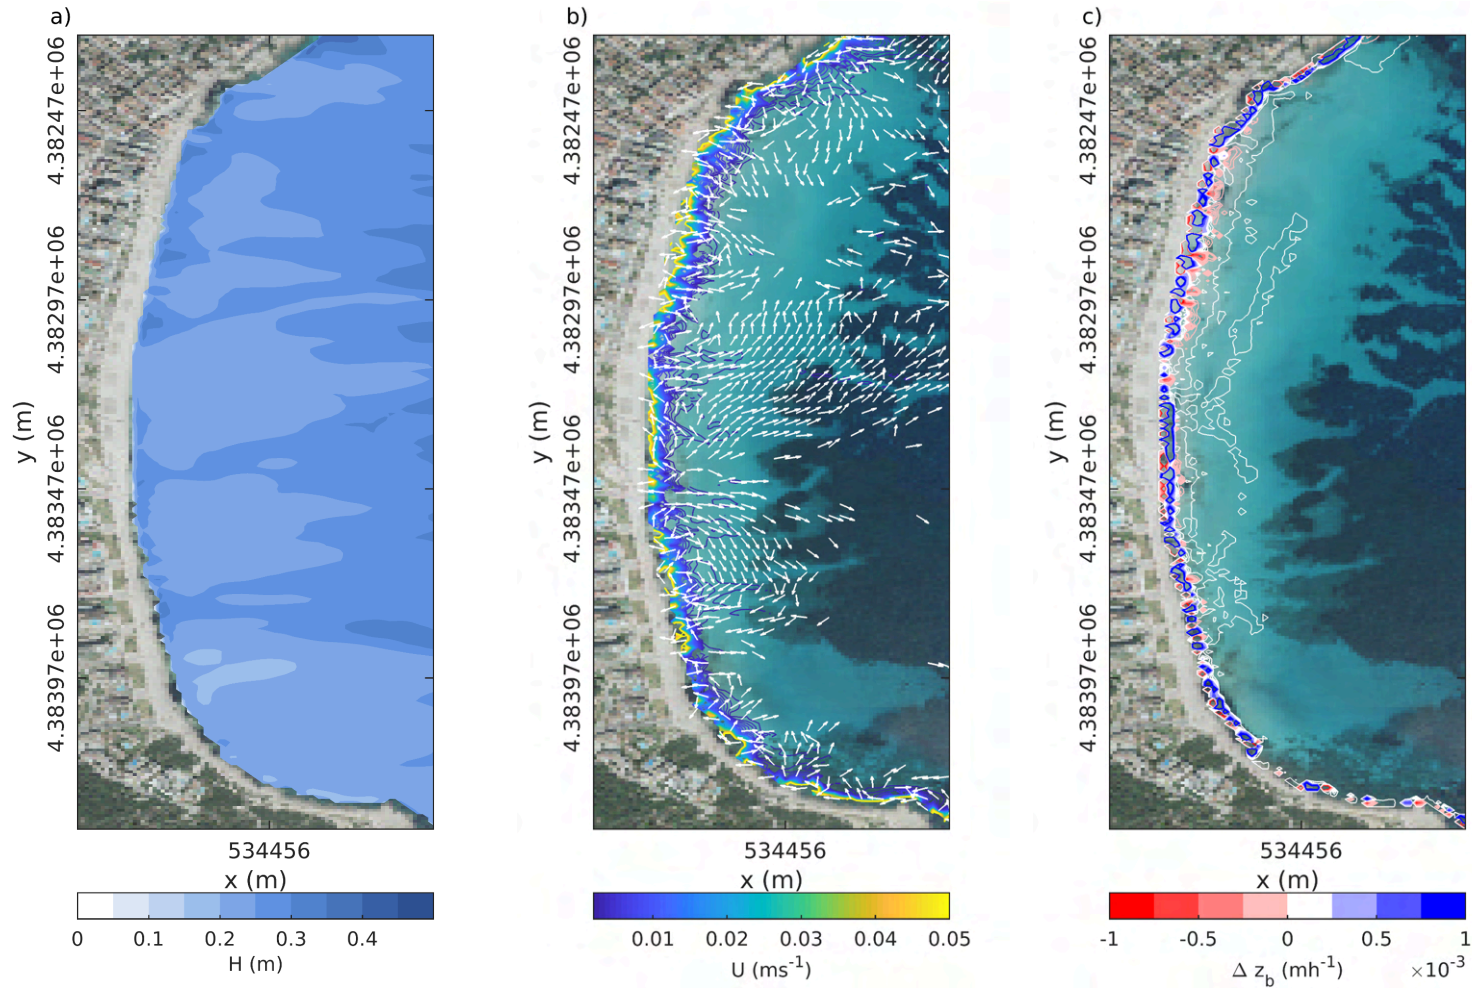 a)
y (m)
4.38247e+06
4.38297e+06
4.38347e+06
4.38397e+06
534456
x (m)
0 0.1 0.2 0.3 0.4
H (m)
b)
y (m)
4.38247e+06
4.38297e+06
4.38347e+06
4.38397e+06
534456
x (m)
0.01 0.02 0.03 0.04 0.05
U (ms⁻¹)
c)
y (m)
4.38247e+06
4.38297e+06
4.38347e+06
4.38397e+06
534456
x (m)
-1 -0.5 0 0.5 1
Δ z_b (mh⁻¹) ×10⁻³